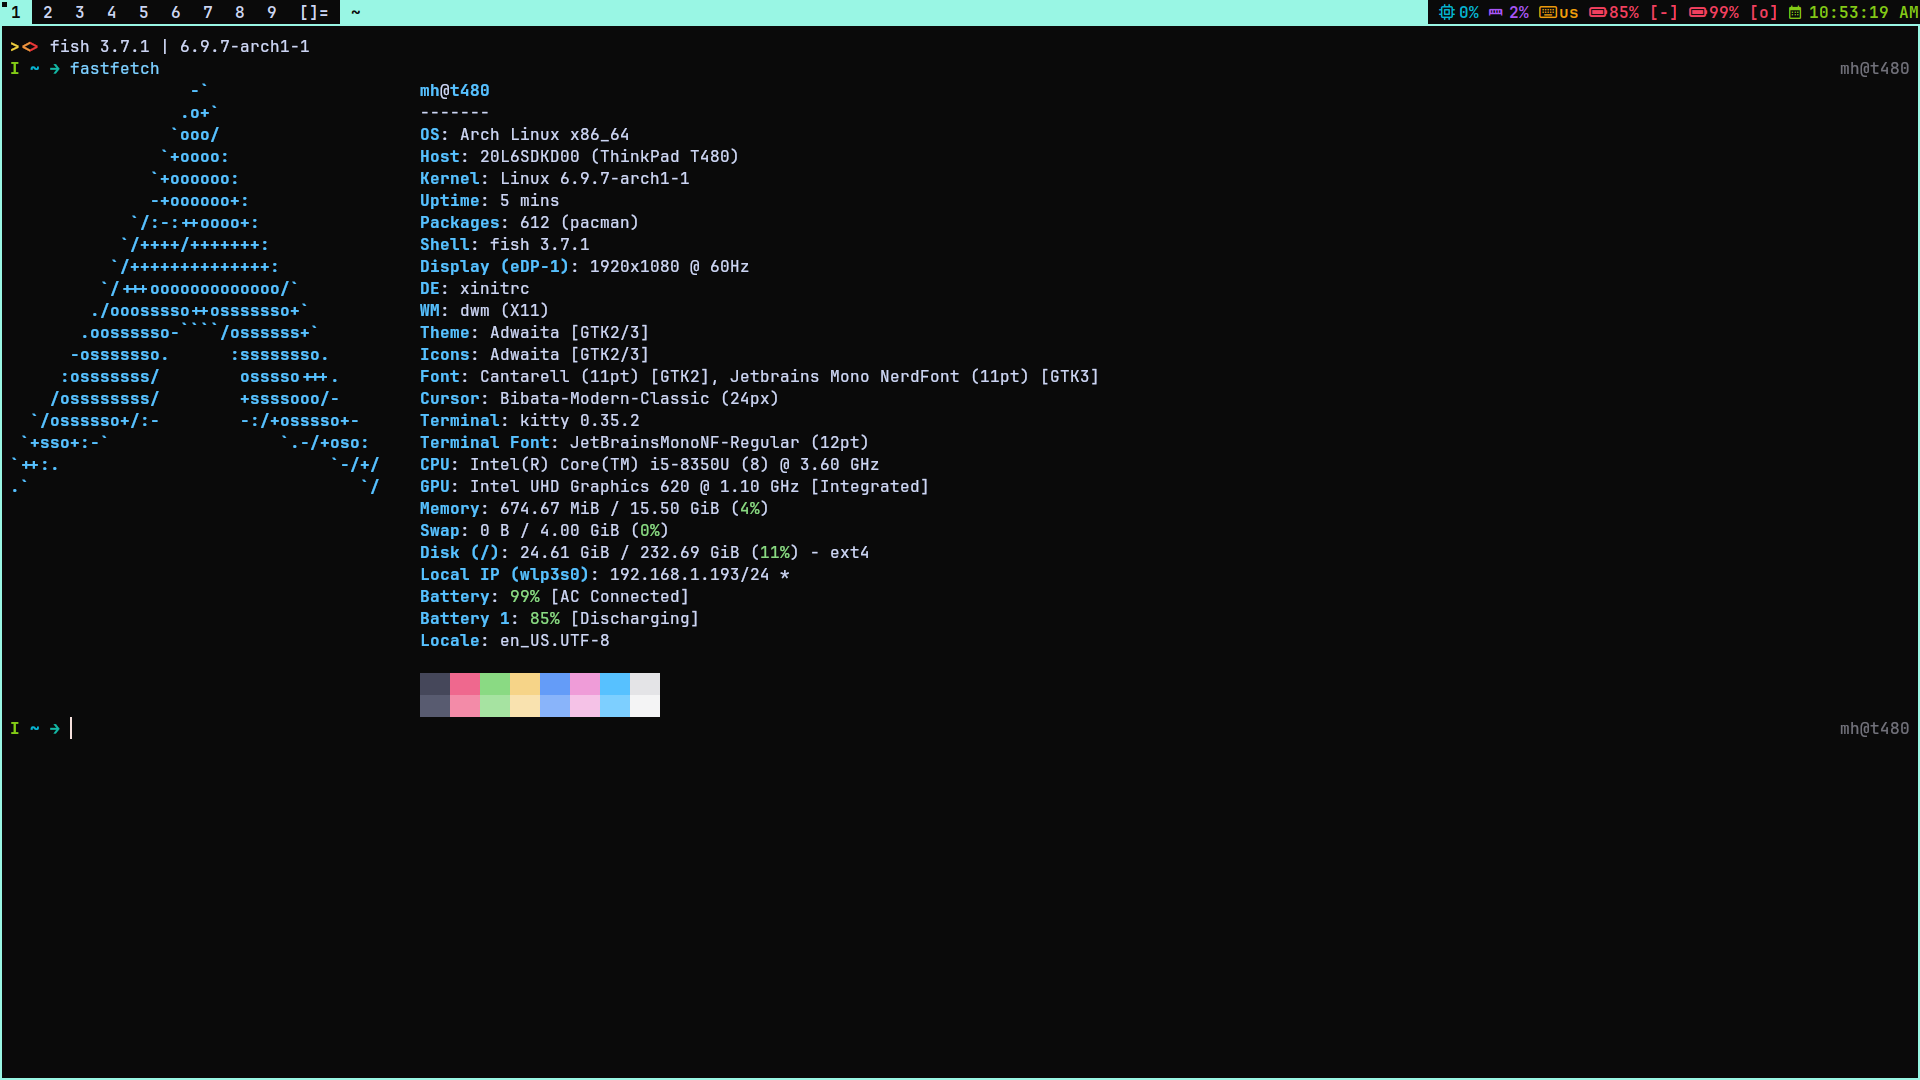 1 2 3 4 5 6 7 8 9 []= ~ 0% 2% us 85% [-] 99% [o] 10:53:19 AM
><> fish 3.7.1 | 6.9.7-arch1-1
I ~ → fastfetch mh@t480
                  -`                     mh@t480
                 .o+`                    -------
                `ooo/                    OS: Arch Linux x86_64
               `+oooo:                   Host: 20L6SDKD00 (ThinkPad T480)
              `+oooooo:                  Kernel: Linux 6.9.7-arch1-1
              -+oooooo+:                 Uptime: 5 mins
            `/:-:++oooo+:                Packages: 612 (pacman)
           `/++++/+++++++:               Shell: fish 3.7.1
          `/++++++++++++++:              Display (eDP-1): 1920x1080 @ 60Hz
         `/+++ooooooooooooo/`            DE: xinitrc
        ./ooosssso++osssssso+`           WM: dwm (X11)
       .oossssso-````/ossssss+`          Theme: Adwaita [GTK2/3]
      -osssssso.      :ssssssso.         Icons: Adwaita [GTK2/3]
     :osssssss/        osssso+++.        Font: Cantarell (11pt) [GTK2], Jetbrains Mono NerdFont (11pt) [GTK3]
    /ossssssss/        +ssssooo/-        Cursor: Bibata-Modern-Classic (24px)
  `/ossssso+/:-        -:/+osssso+-      Terminal: kitty 0.35.2
 `+sso+:-`                 `.-/+oso:     Terminal Font: JetBrainsMonoNF-Regular (12pt)
`++:.                           `-/+/    CPU: Intel(R) Core(TM) i5-8350U (8) @ 3.60 GHz
.`                                 `/    GPU: Intel UHD Graphics 620 @ 1.10 GHz [Integrated]
Memory: 674.67 MiB / 15.50 GiB (4%)
Swap: 0 B / 4.00 GiB (0%)
Disk (/): 24.61 GiB / 232.69 GiB (11%) - ext4
Local IP (wlp3s0): 192.168.1.193/24 *
Battery: 99% [AC Connected]
Battery 1: 85% [Discharging]
Locale: en_US.UTF-8
I ~ → mh@t480